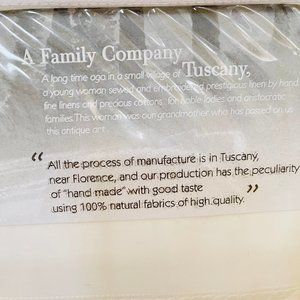 A Family Company
A long time ago in a small village of Tuscany,
a young woman sewed and embroidered prestigious linen by hand
fine linens and precious cottons for noble ladies and aristocratic
families. This woman was our grandmother who has passed on us
this antique art
“ All the process of manufacture is in Tuscany,
near Florence, and our production has the peculiarity
of "hand made" with good taste ”
using 100% natural fabrics of high quality.